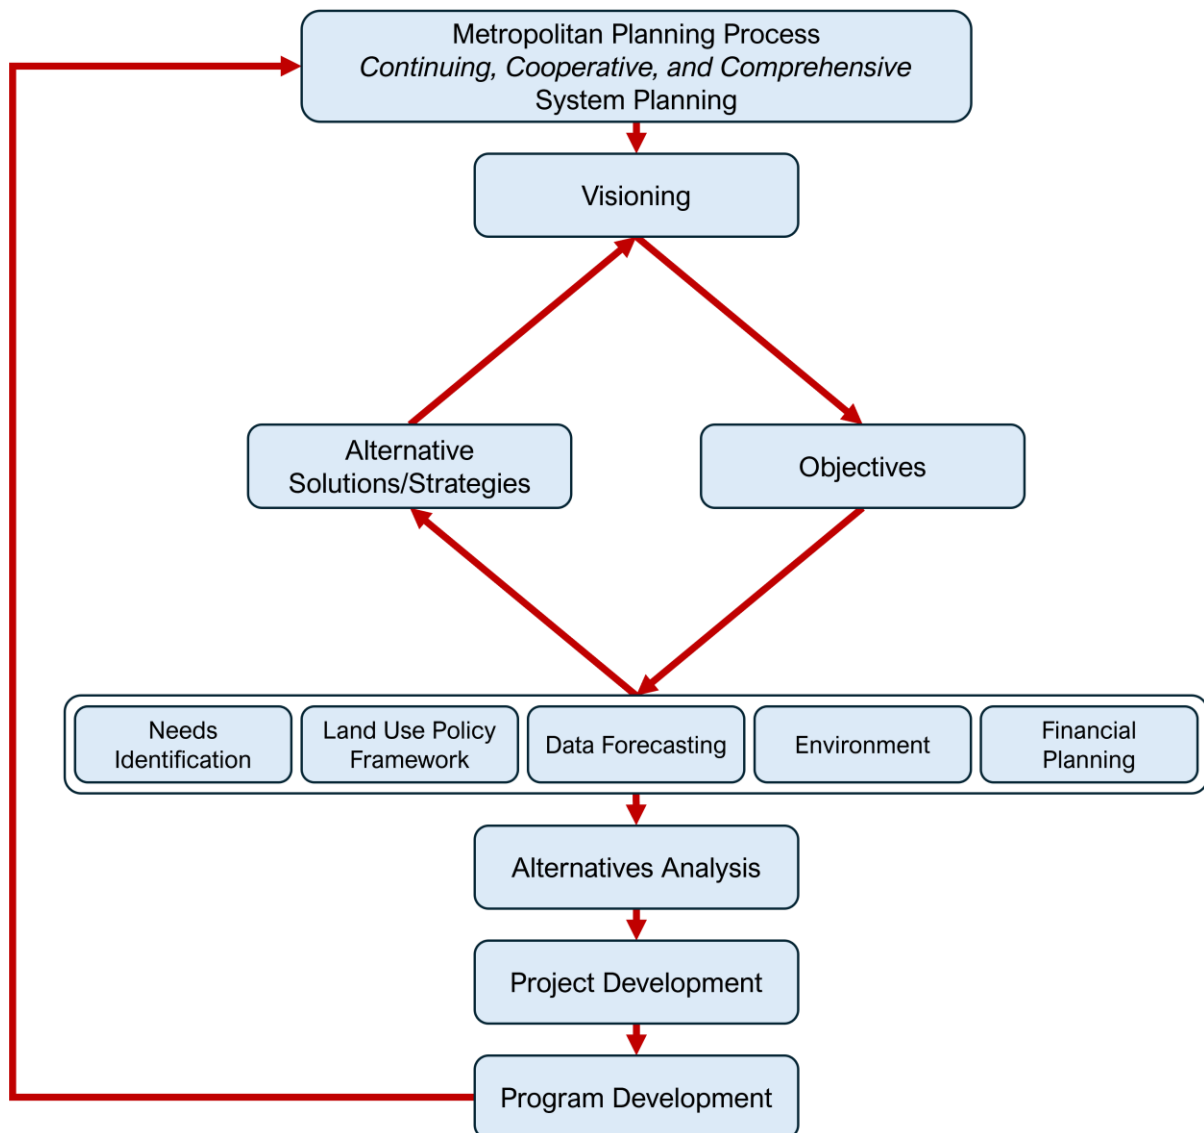 Metropolitan Planning Process
Continuing, Cooperative, and Comprehensive
System Planning
Visioning
Alternative
Solutions/Strategies
Objectives
Needs
Identification
Land Use Policy
Framework
Data Forecasting
Environment
Financial
Planning
Alternatives Analysis
Project Development
Program Development